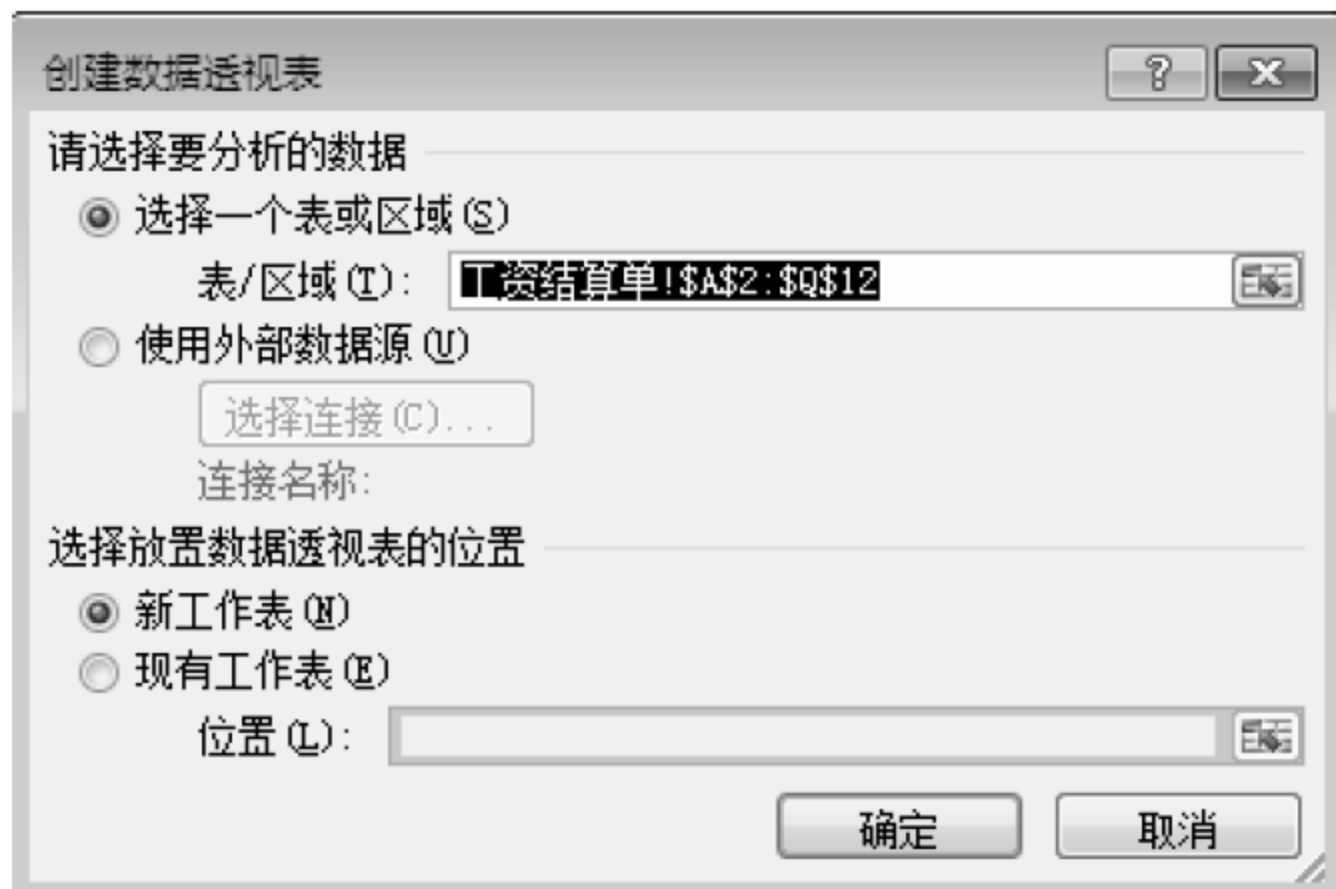 创建数据透视表
请选择要分析的数据
选择一个表或区域(S)
表/区域(T): 工资结算单!$A$2:$Q$12
使用外部数据源(U)
选择连接(C)...
连接名称:
选择放置数据透视表的位置
新工作表(N)
现有工作表(E)
位置(L):
确定 取消